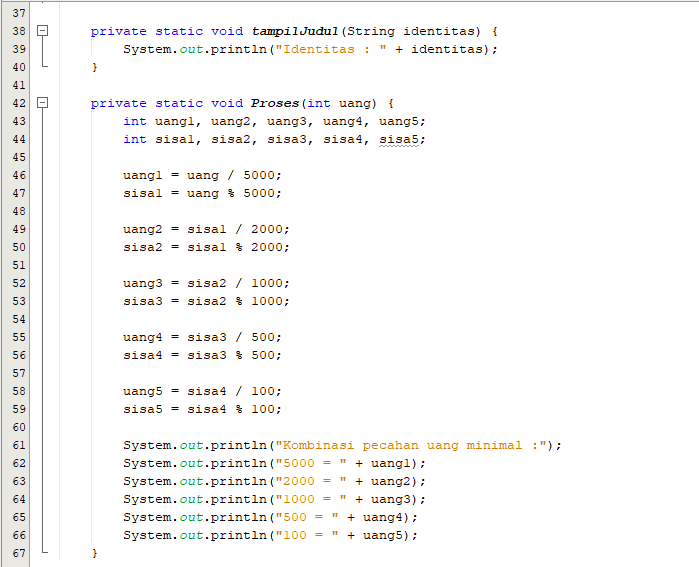 37
38 private static void tampilJudul(String identitas) {
39 System.out.println("Identitas : " + identitas);
40 }
41
42 private static void Proses(int uang) {
43 int uang1, uang2, uang3, uang4, uang5;
44 int sisa1, sisa2, sisa3, sisa4, sisa5;
45
46 uang1 = uang / 5000;
47 sisa1 = uang % 5000;
48
49 uang2 = sisa1 / 2000;
50 sisa2 = sisa1 % 2000;
51
52 uang3 = sisa2 / 1000;
53 sisa3 = sisa2 % 1000;
54
55 uang4 = sisa3 / 500;
56 sisa4 = sisa3 % 500;
57
58 uang5 = sisa4 / 100;
59 sisa5 = sisa4 % 100;
60
61 System.out.println("Kombinasi pecahan uang minimal :");
62 System.out.println("5000 = " + uang1);
63 System.out.println("2000 = " + uang2);
64 System.out.println("1000 = " + uang3);
65 System.out.println("500 = " + uang4);
66 System.out.println("100 = " + uang5);
67 }